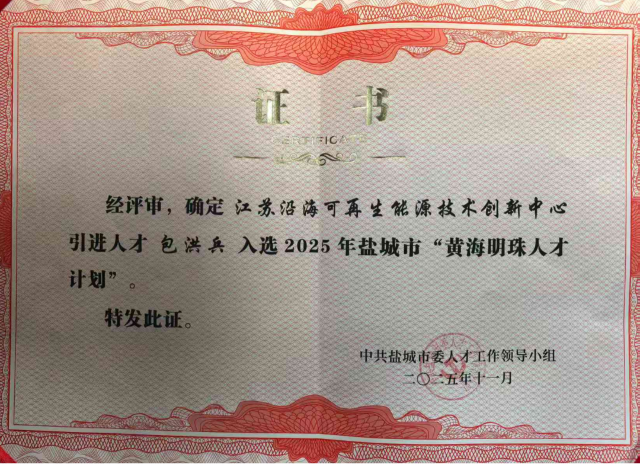 证 书
CERTIFICATE
经评审，确定 江苏沿海可再生能源技术创新中心
引进人才 包洪兵 入选2025年盐城市“黄海明珠人才
计划”。
特发此证。
中共盐城市委人才工作领导小组
二〇二五年十一月